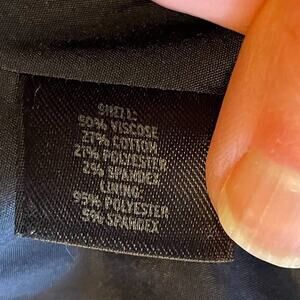 SHELL:
50% VISCOSE
27% COTTON
21% POLYESTER
2% SPANDEX
LINING:
95% POLYESTER
5% SPANDEX